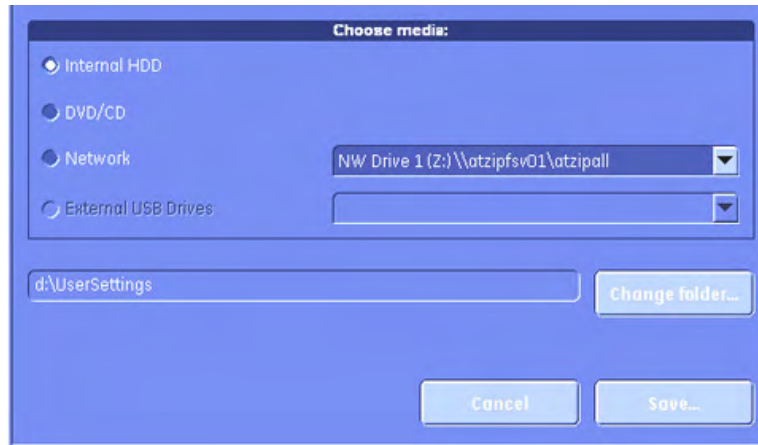 Choose media:
Internal HDD
DVD/CD
Network
NW Drive 1 (Z:)\\atzipfsv01\atzipall
External USB Drives
d:\UserSettings
Change folder...
Cancel
Save...